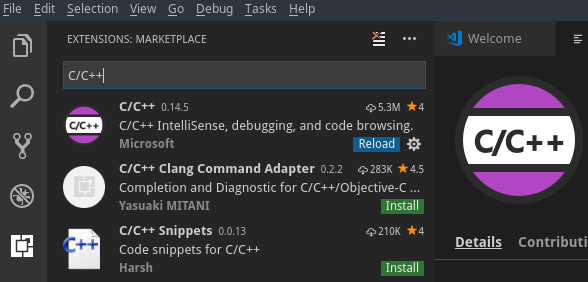 File Edit Selection View Go Debug Tasks Help
EXTENSIONS: MARKETPLACE
Welcome
C/C++
C/C++ 0.14.5 5.3M 4
C/C++ IntelliSense, debugging, and code browsing.
Microsoft Reload
C/C++
C/C++
C/C++ Clang Command Adapter 0.2.2 283K 4.5
Completion and Diagnostic for C/C++/Objective-C ...
Yasuaki MITANI Install
C/C++ Snippets 0.0.13 210K 4
C++
Code snippets for C/C++
Harsh Install
Details Contributi